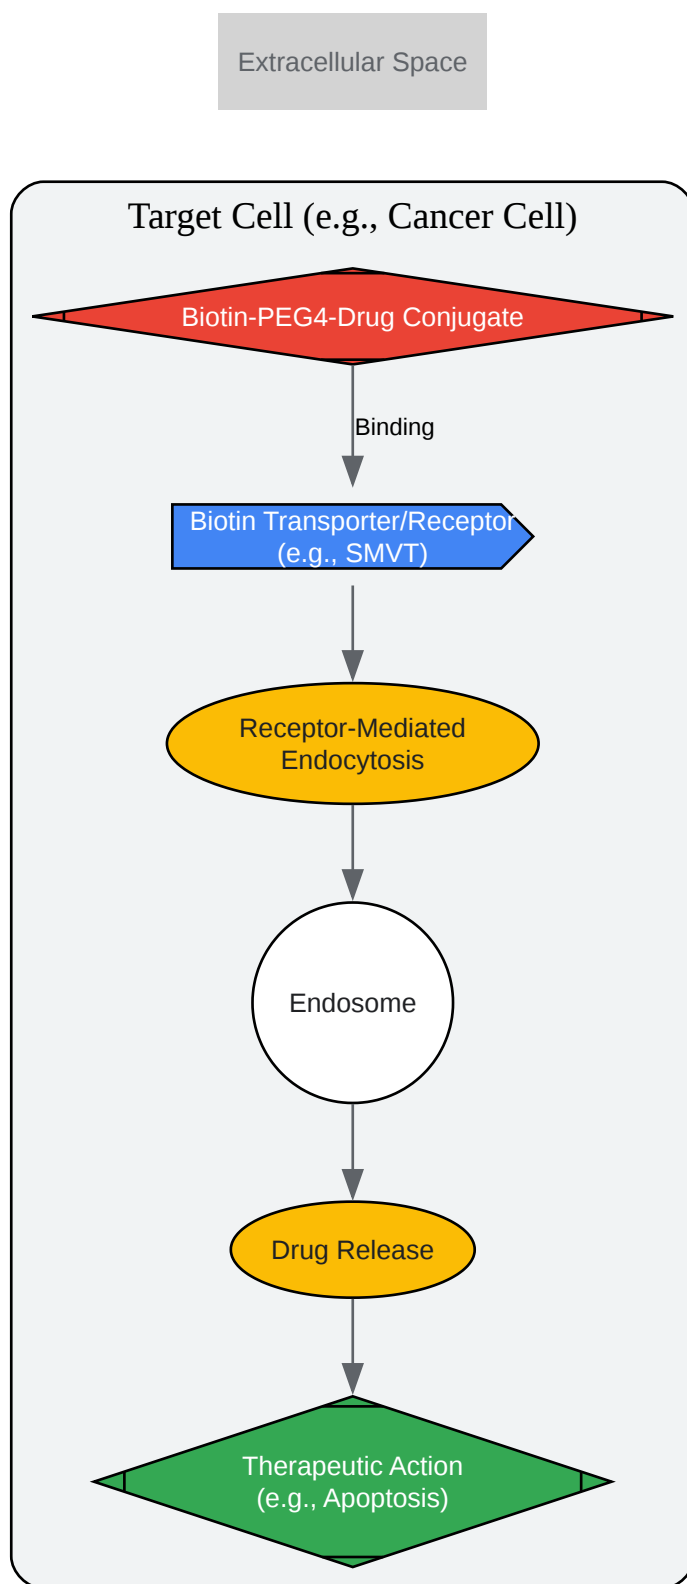 Extracellular Space
Target Cell (e.g., Cancer Cell)
Biotin-PEG4-Drug Conjugate
Binding
Biotin Transporter/Receptor
(e.g., SMVT)
Receptor-Mediated
Endocytosis
Endosome
Drug Release
Therapeutic Action
(e.g., Apoptosis)